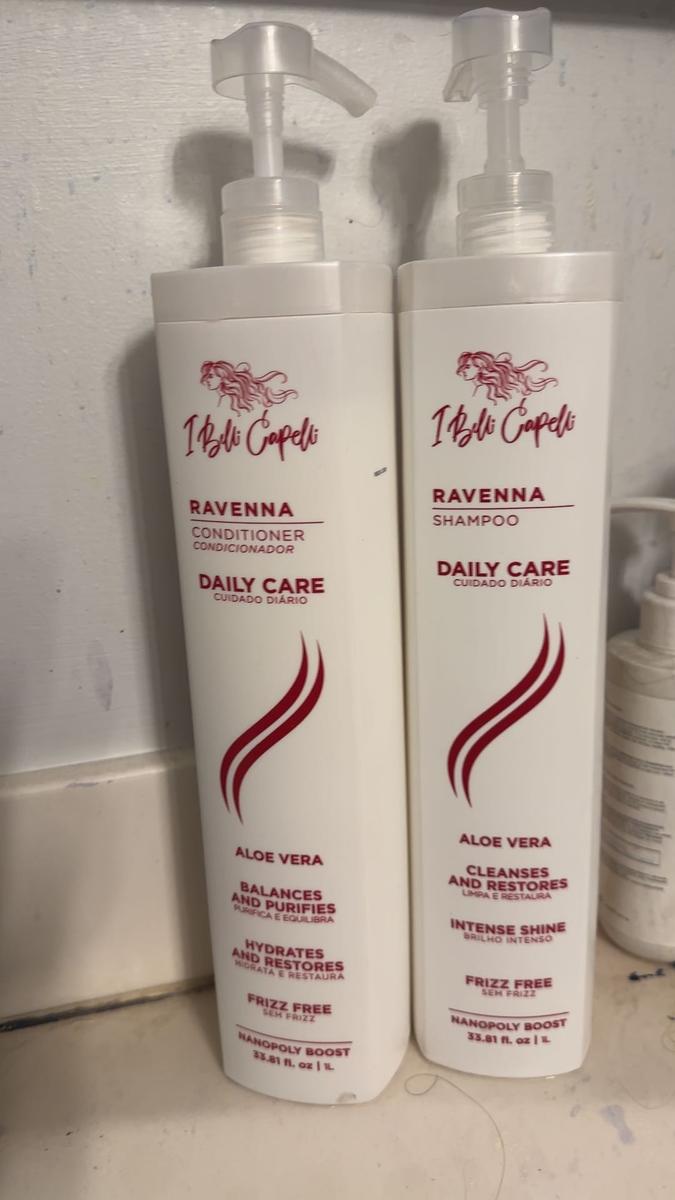 I Belli Capelli
RAVENNA
CONDITIONER
CONDICIONADOR
DAILY CARE
CUIDADO DIÁRIO
ALOE VERA
BALANCES
AND PURIFIES
PURIFICA E EQUILIBRA
HYDRATES
AND RESTORES
HIDRATA E RESTAURA
FRIZZ FREE
SEM FRIZZ
NANOPOLY BOOST
33.81 fl. oz | 1L
I Belli Capelli
RAVENNA
SHAMPOO
DAILY CARE
CUIDADO DIÁRIO
ALOE VERA
CLEANSES
AND RESTORES
LIMPA E RESTAURA
INTENSE SHINE
BRILHO INTENSO
FRIZZ FREE
SEM FRIZZ
NANOPOLY BOOST
33.81 fl. oz | 1L